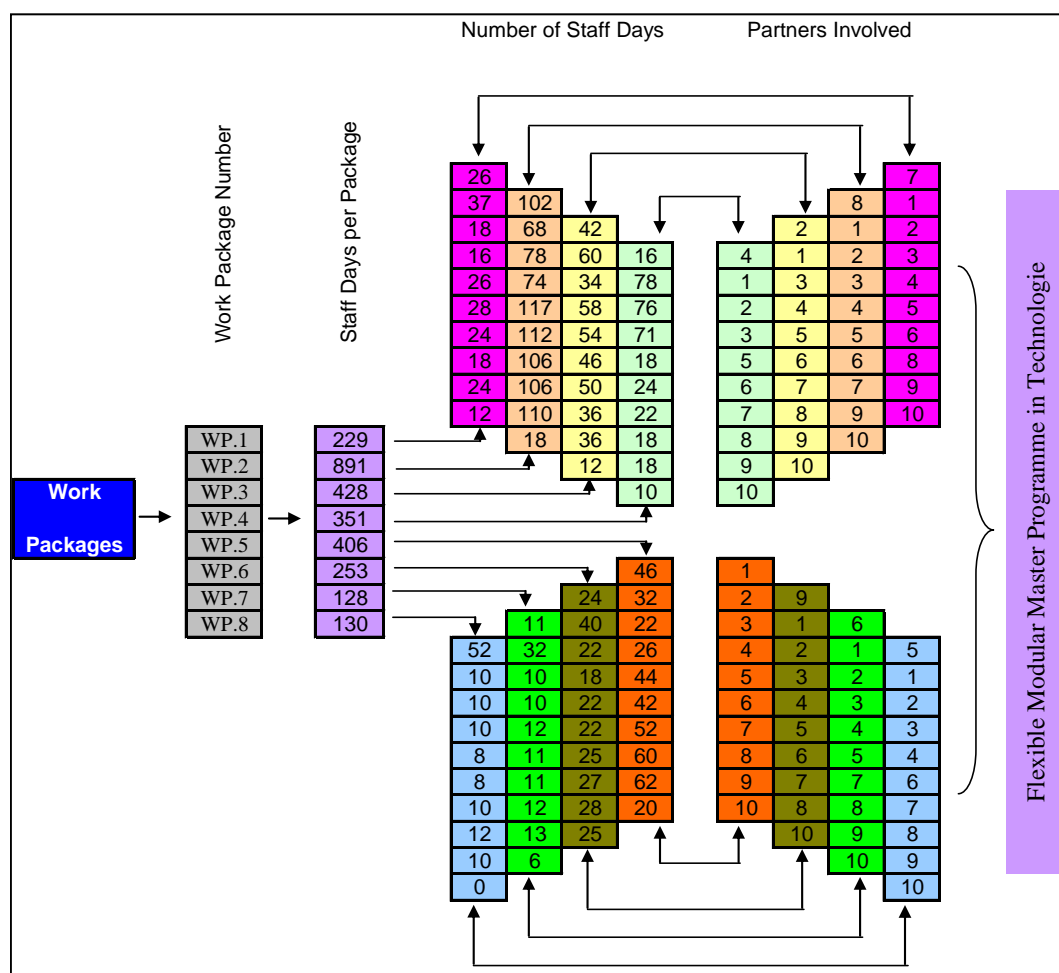 Number of Staff Days Partners Involved
Work Package Number
Staff Days per Package
26 7
37 102 8 1
18 68 42 2 1 2
16 78 60 16 4 1 2 3
26 74 34 78 1 3 3 4
28 117 58 76 2 4 4 5
24 112 54 71 3 5 5 6
18 106 46 18 5 6 6 8
24 106 50 24 6 7 7 9
12 110 36 22 7 8 9 10
WP.1 229 18 36 18 8 9 10
WP.2 891 12 18 9 10
Work
WP.3 428 10 10
WP.4 351
Packages
WP.5 406
WP.6 253 46 1
WP.7 128 24 32 2 9
WP.8 130 11 40 22 3 1 6
52 32 22 26 4 2 1 5
10 10 18 44 5 3 2 1
10 10 22 42 6 4 3 2
10 12 22 52 7 5 4 3
8 11 25 60 8 6 5 4
8 11 27 62 9 7 7 6
10 12 28 20 10 8 8 7
12 13 25 10 9 8
10 6 10 9
0 10
Flexible Modular Master Programme in Technologie